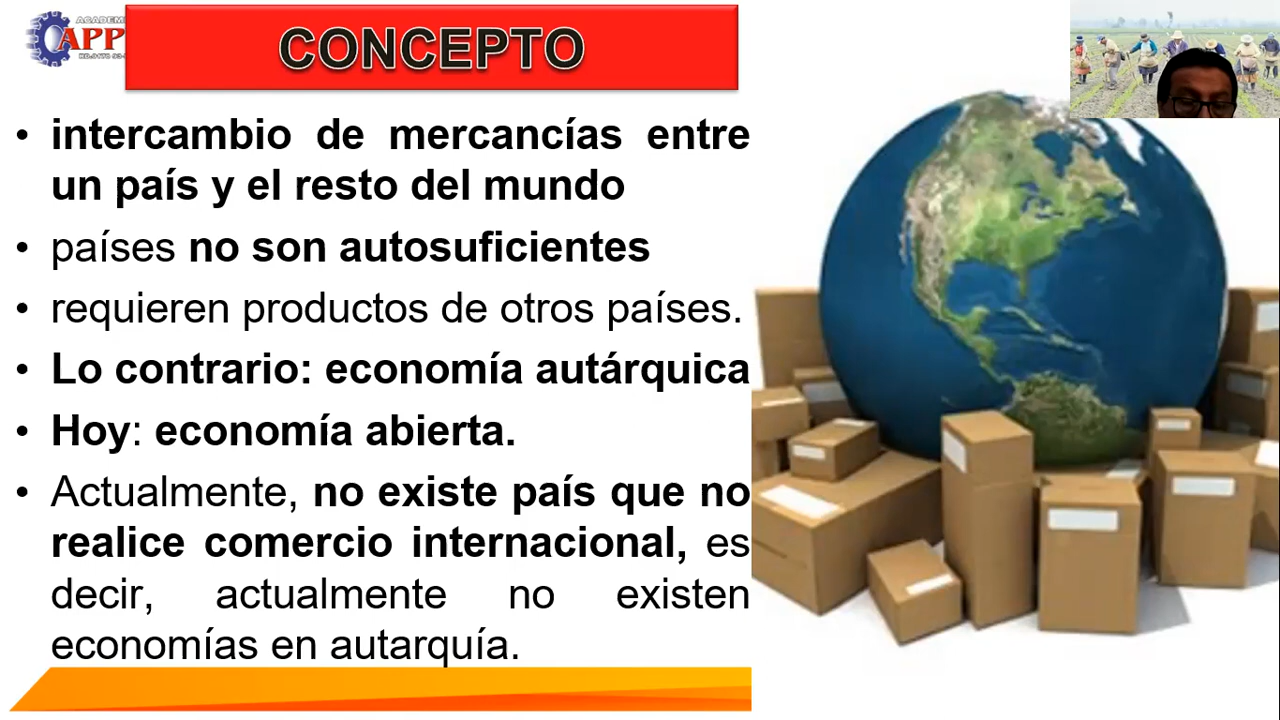 ACADEM
APP
CONCEPTO
• intercambio de mercancías entre
un país y el resto del mundo
• países no son autosuficientes
• requieren productos de otros países.
• Lo contrario: economía autárquica
• Hoy: economía abierta.
• Actualmente, no existe país que no
realice comercio internacional, es
decir, actualmente no existen
economías en autarquía.